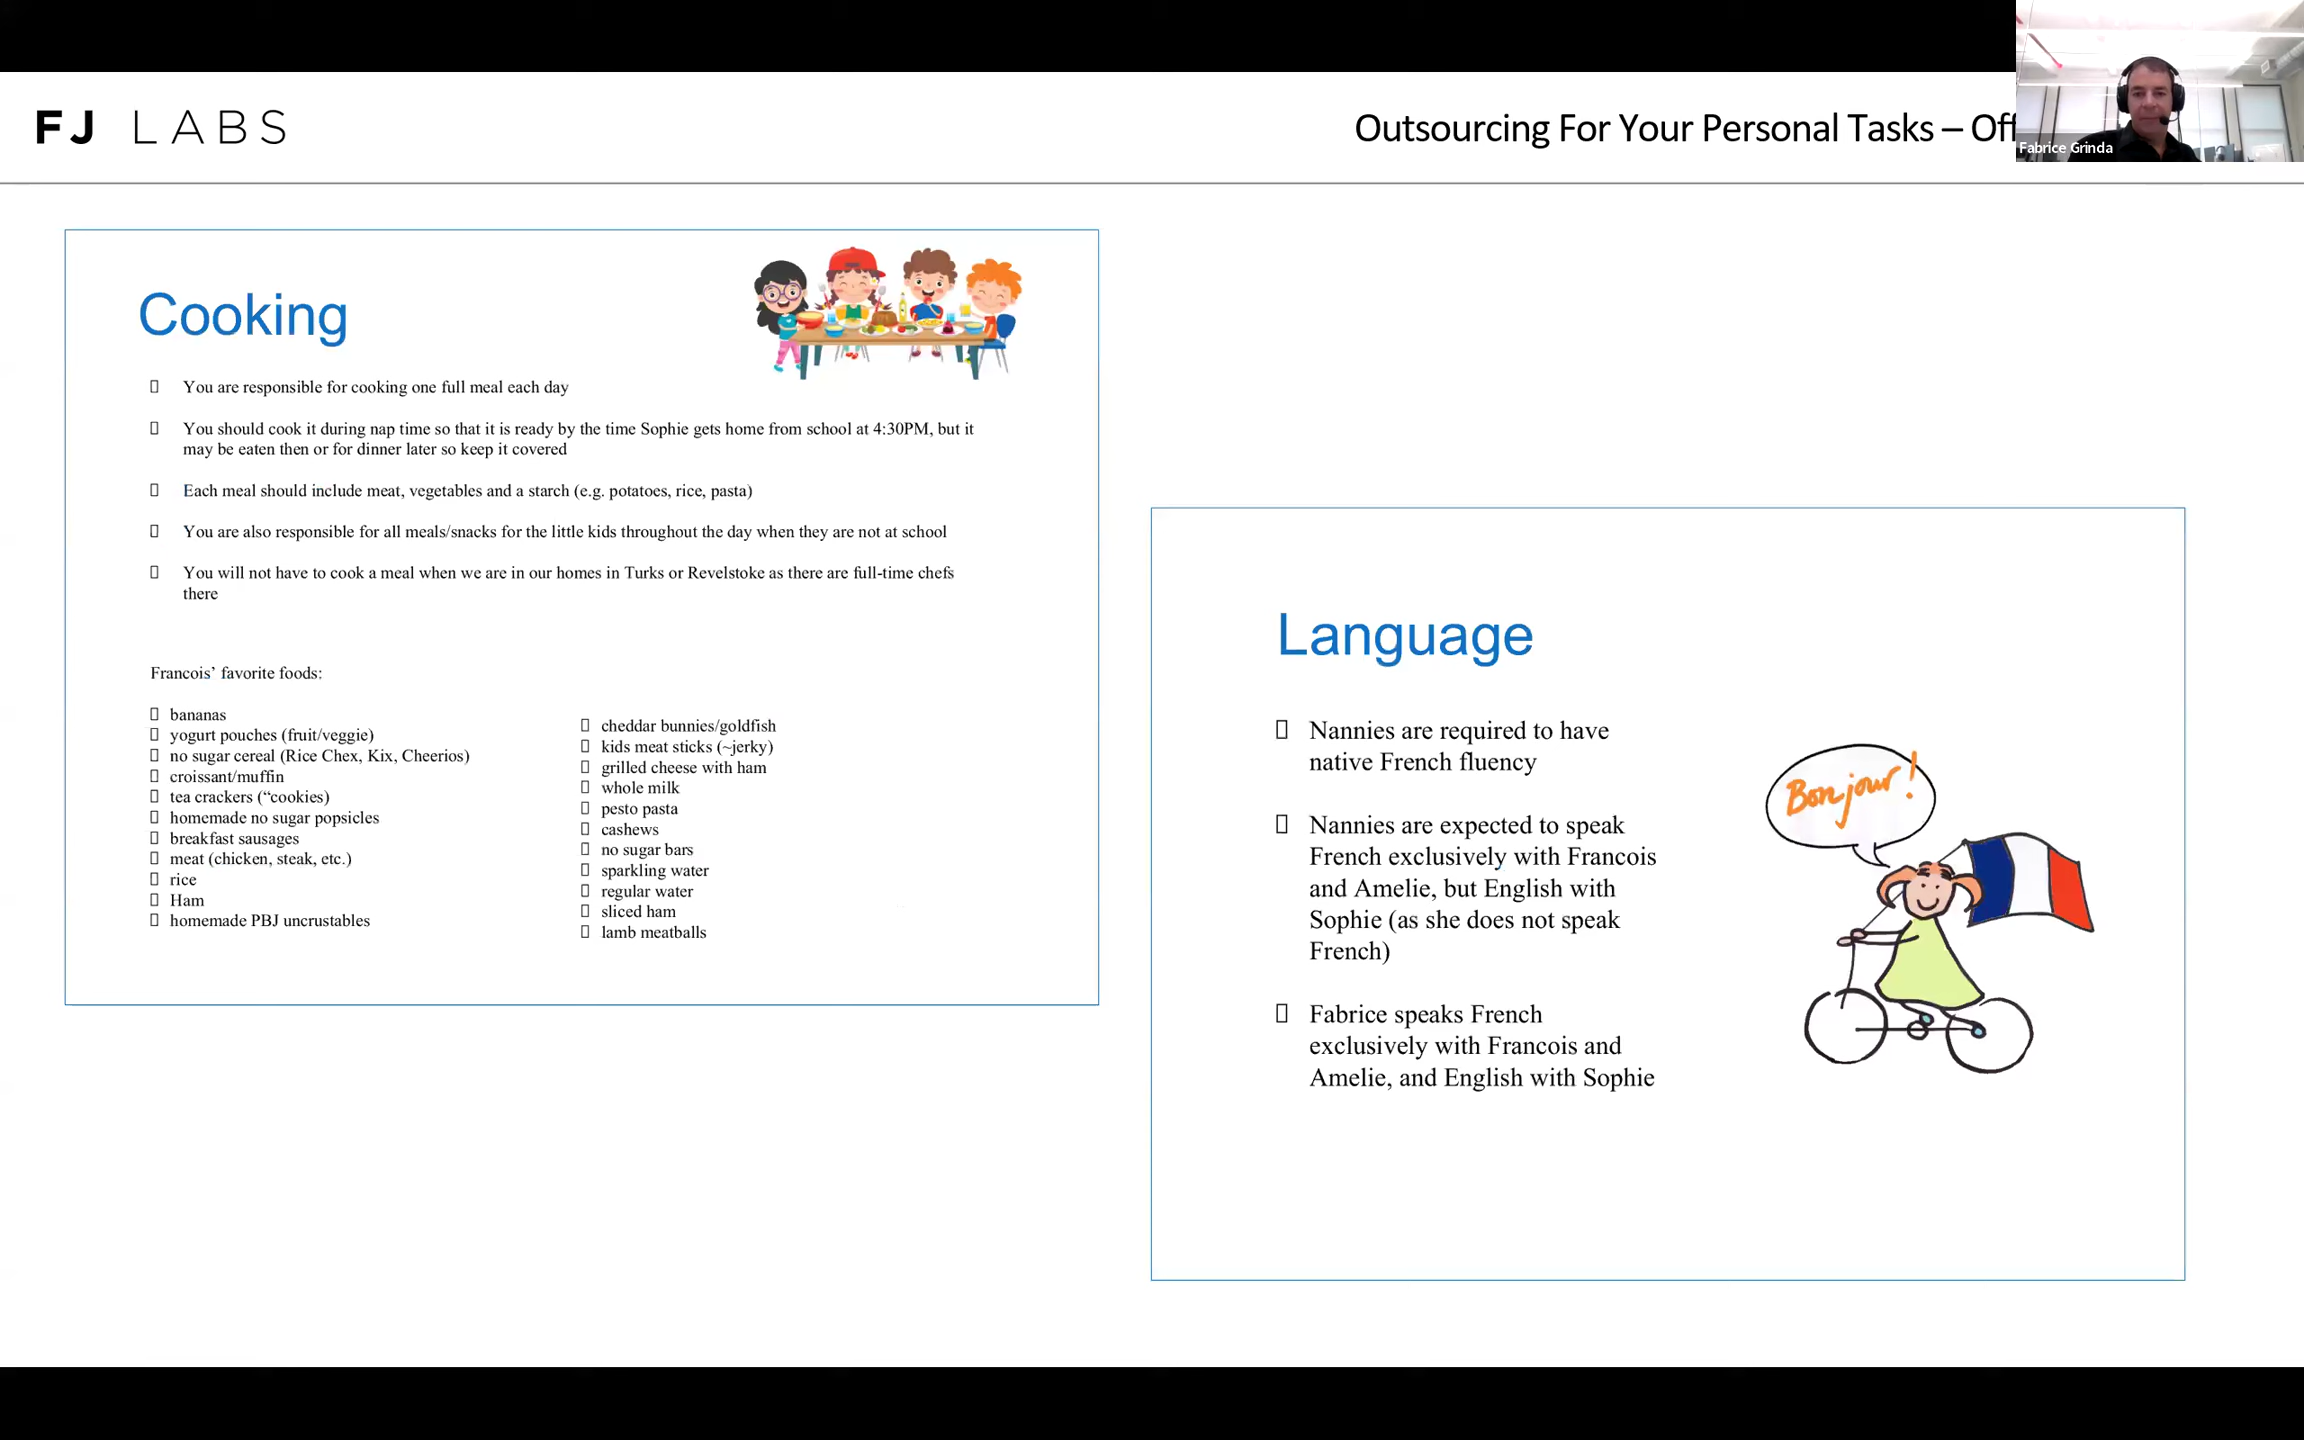 FJ LABS
Outsourcing For Your Personal Tasks – Off
Fabrice Grinda
Cooking
You are responsible for cooking one full meal each day
You should cook it during nap time so that it is ready by the time Sophie gets home from school at 4:30PM, but it
may be eaten then or for dinner later so keep it covered
Each meal should include meat, vegetables and a starch (e.g. potatoes, rice, pasta)
You are also responsible for all meals/snacks for the little kids throughout the day when they are not at school
You will not have to cook a meal when we are in our homes in Turks or Revelstoke as there are full-time chefs
there
Francois’ favorite foods:
bananas
yogurt pouches (fruit/veggie)
no sugar cereal (Rice Chex, Kix, Cheerios)
croissant/muffin
tea crackers (“cookies)
homemade no sugar popsicles
breakfast sausages
meat (chicken, steak, etc.)
rice
Ham
homemade PBJ uncrustables
cheddar bunnies/goldfish
kids meat sticks (~jerky)
grilled cheese with ham
whole milk
pesto pasta
cashews
no sugar bars
sparkling water
regular water
sliced ham
lamb meatballs
Language
Nannies are required to have
native French fluency
Nannies are expected to speak
French exclusively with Francois
and Amelie, but English with
Sophie (as she does not speak
French)
Fabrice speaks French
exclusively with Francois and
Amelie, and English with Sophie
Bonjour!